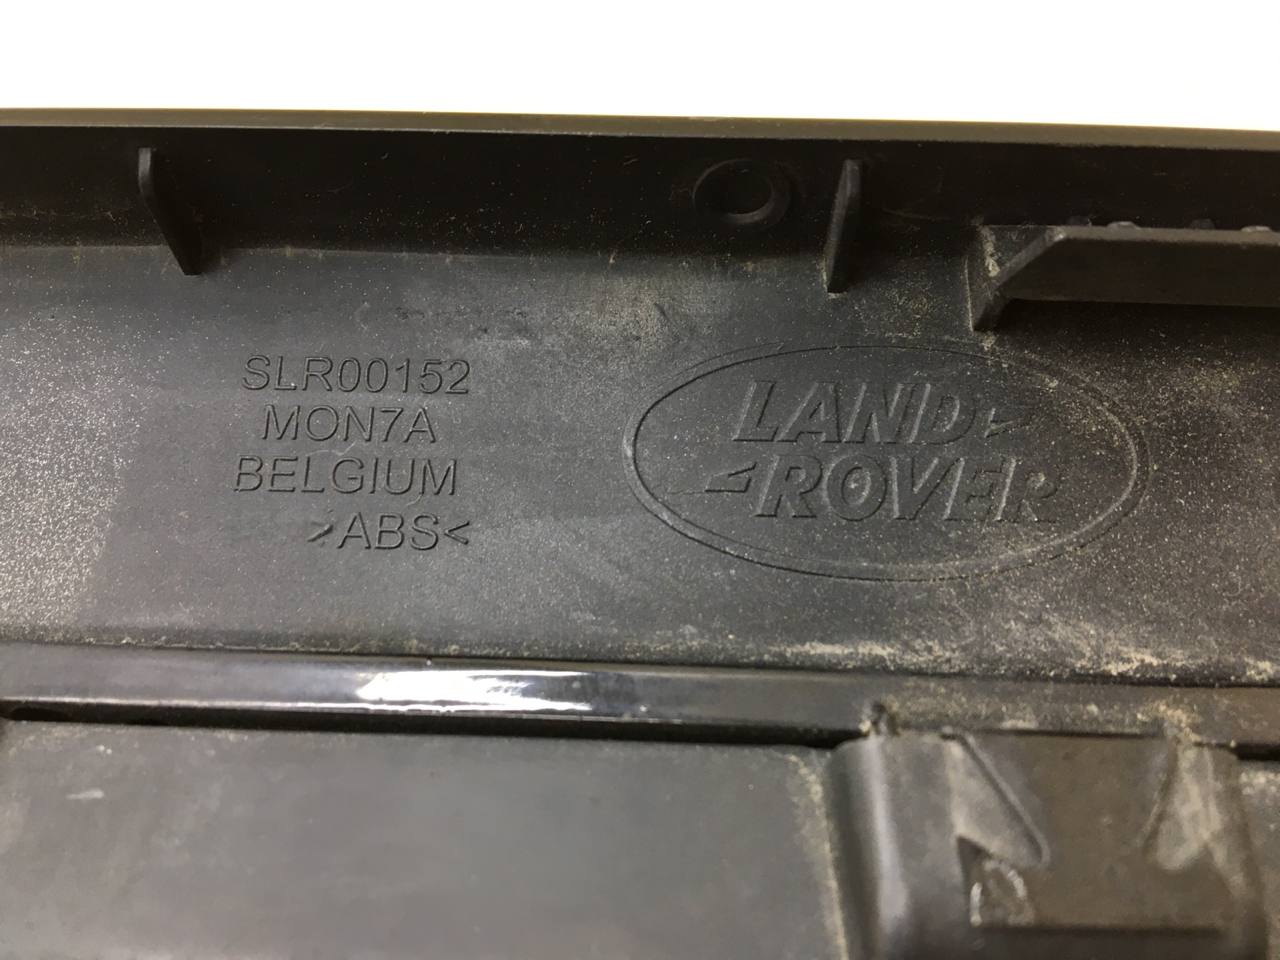 SLR00152
MON7A
BELGIUM
>ABS<
LAND
ROVER